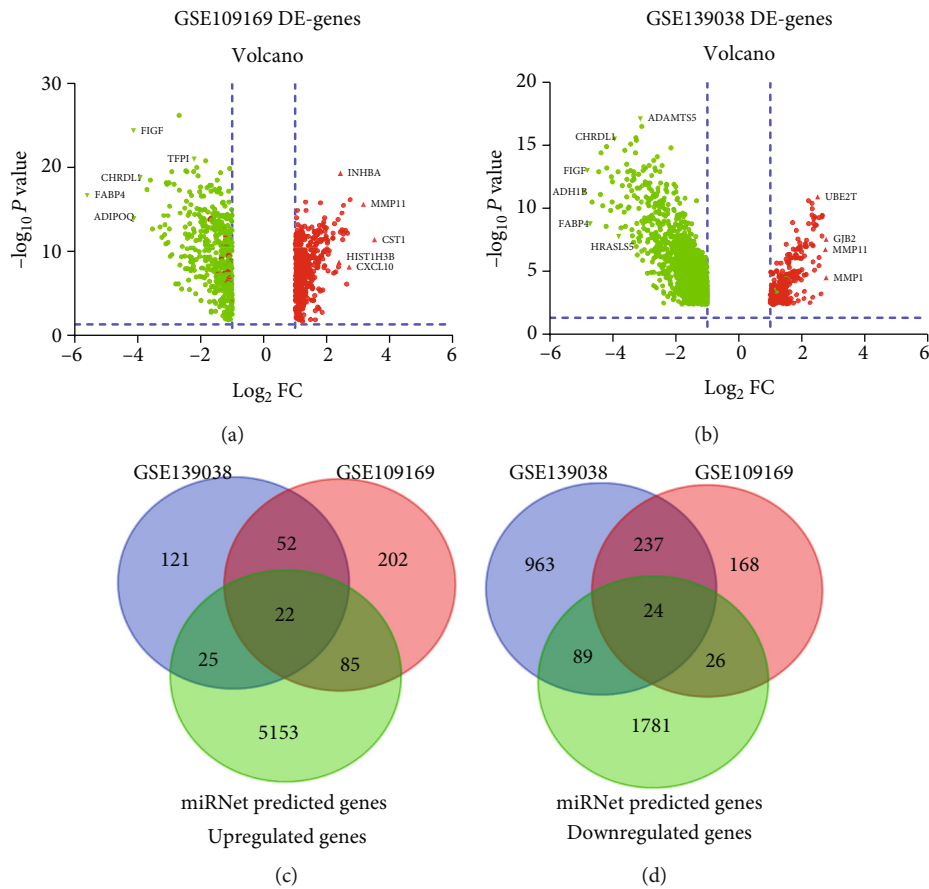 GSE109169 DE-genes
Volcano
30
20
10
0
−log10 P value
FIGF
TFPI
CHRDL1
FABP4
ADIPOQ
INHBA
MMP11
CST1
HIST1H3B
CXCL10
−6 −4 −2 0 2 4 6
Log2 FC
(a)
GSE139038 DE-genes
Volcano
20
15
10
5
0
−log10 P value
ADAMTS5
CHRDL1
FIGF
ADH1B
FABP4
HRASLS5
UBE2T
GJB2
MMP11
MMP1
−6 −4 −2 0 2 4 6
Log2 FC
(b)
GSE139038 GSE109169
121 52 202
22
25 85
5153
miRNet predicted genes
Upregulated genes
(c)
GSE139038 GSE109169
963 237 168
24
89 26
1781
miRNet predicted genes
Downregulated genes
(d)